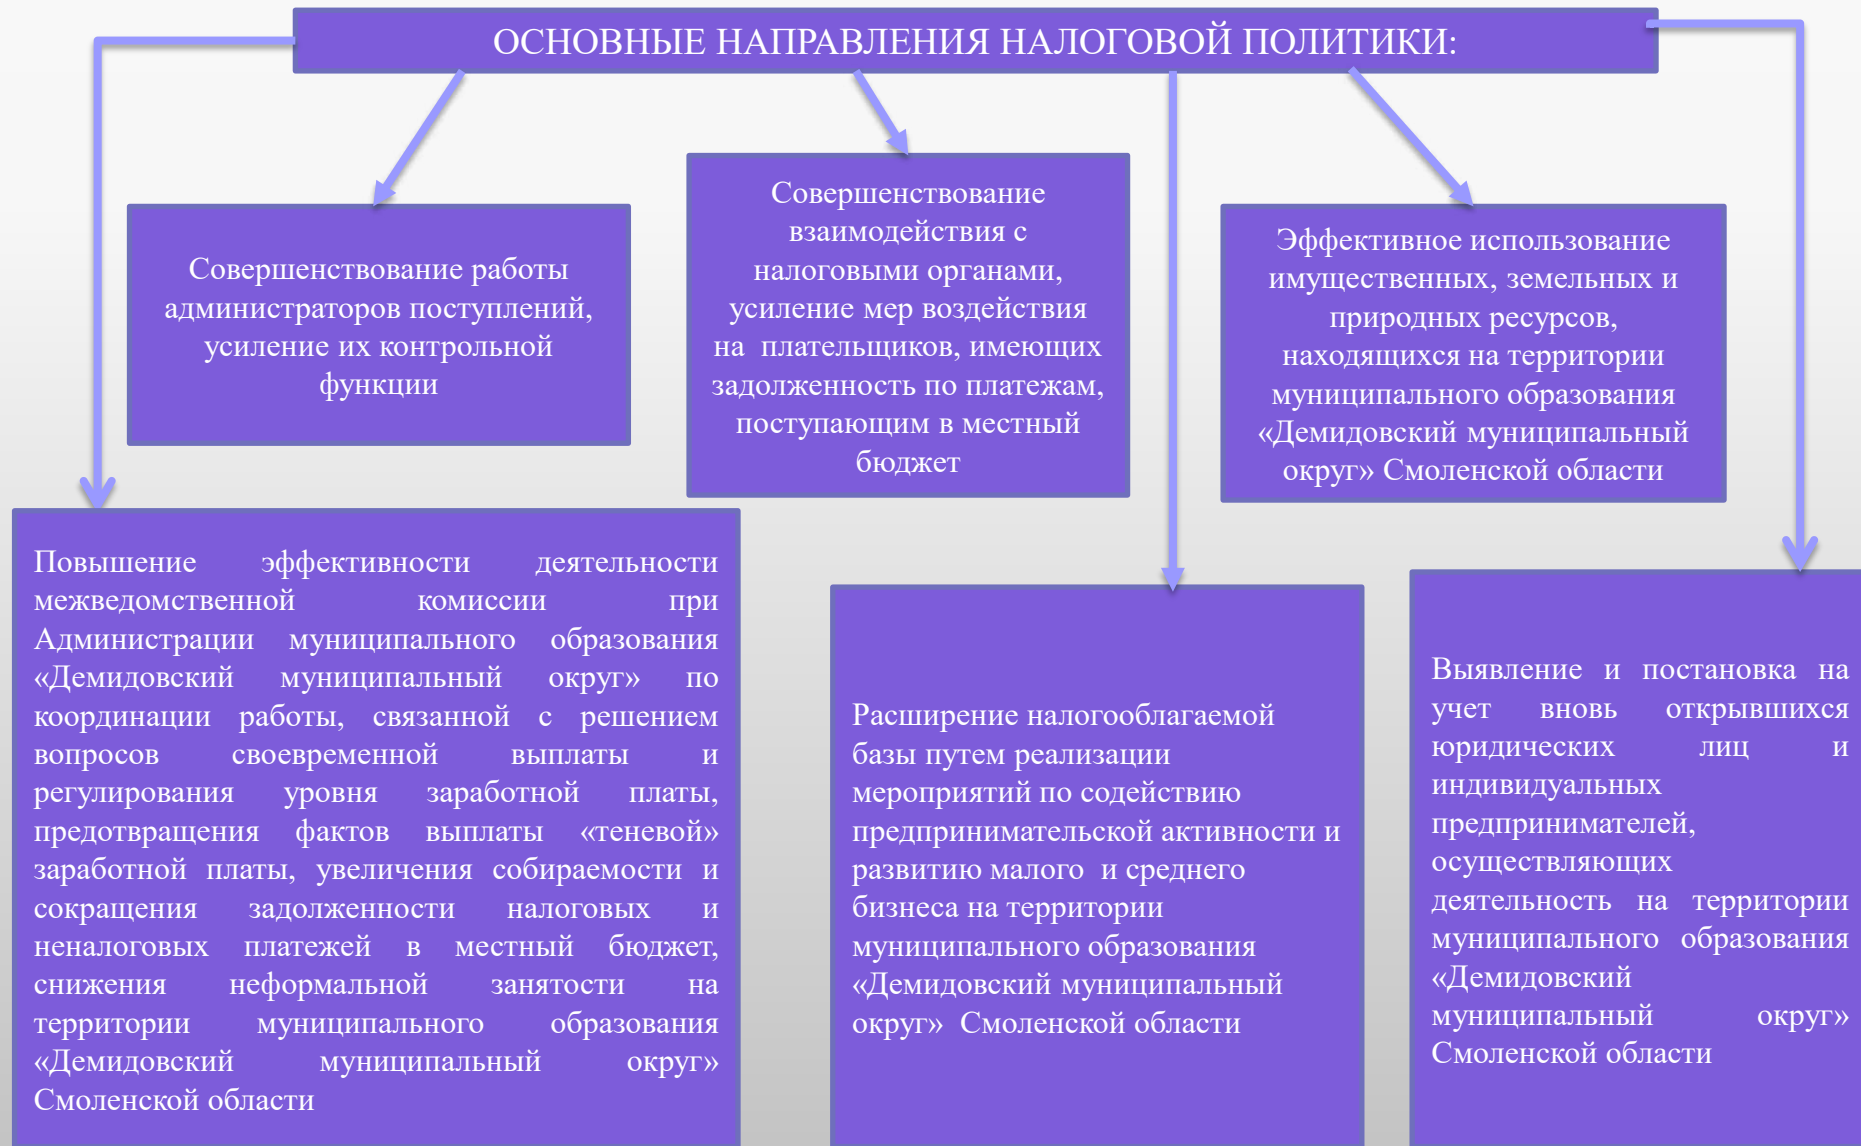 ОСНОВНЫЕ НАПРАВЛЕНИЯ НАЛОГОВОЙ ПОЛИТИКИ:
Совершенствование работы
администраторов поступлений,
усиление их контрольной
функции
Совершенствование
взаимодействия с
налоговыми органами,
усиление мер воздействия
на плательщиков, имеющих
задолженность по платежам,
поступающим в местный
бюджет
Эффективное использование
имущественных, земельных и
природных ресурсов,
находящихся на территории
муниципального образования
«Демидовский муниципальный
округ» Смоленской области
Повышение эффективности деятельности
межведомственной комиссии при
Администрации муниципального образования
«Демидовский муниципальный округ» по
координации работы, связанной с решением
вопросов своевременной выплаты и
регулирования уровня заработной платы,
предотвращения фактов выплаты «теневой»
заработной платы, увеличения собираемости и
сокращения задолженности налоговых и
неналоговых платежей в местный бюджет,
снижения неформальной занятости на
территории муниципального образования
«Демидовский муниципальный округ»
Смоленской области
Расширение налогооблагаемой
базы путем реализации
мероприятий по содействию
предпринимательской активности и
развитию малого и среднего
бизнеса на территории
муниципального образования
«Демидовский муниципальный
округ» Смоленской области
Выявление и постановка на
учет вновь открывшихся
юридических лиц и
индивидуальных
предпринимателей,
осуществляющих
деятельность на территории
муниципального образования
«Демидовский
муниципальный округ»
Смоленской области